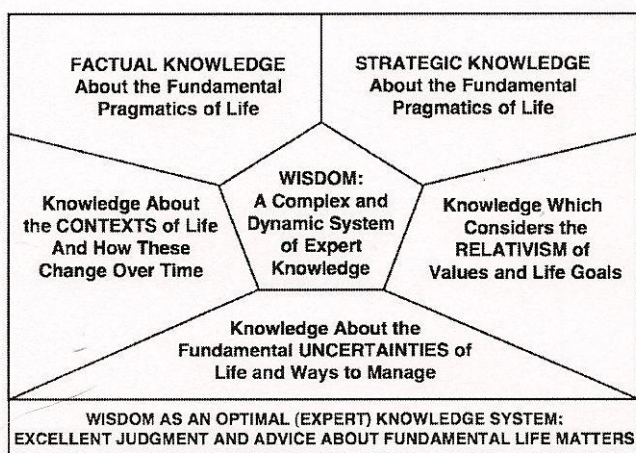 FACTUAL KNOWLEDGE
About the Fundamental
Pragmatics of Life
STRATEGIC KNOWLEDGE
About the Fundamental
Pragmatics of Life
Knowledge About
the CONTEXTS of Life
And How These
Change Over Time
WISDOM:
A Complex and
Dynamic System
of Expert
Knowledge
Knowledge Which
Considers the
RELATIVISM of
Values and Life Goals
Knowledge About the
Fundamental UNCERTAINTIES of
Life and Ways to Manage
WISDOM AS AN OPTIMAL (EXPERT) KNOWLEDGE SYSTEM:
EXCELLENT JUDGMENT AND ADVICE ABOUT FUNDAMENTAL LIFE MATTERS